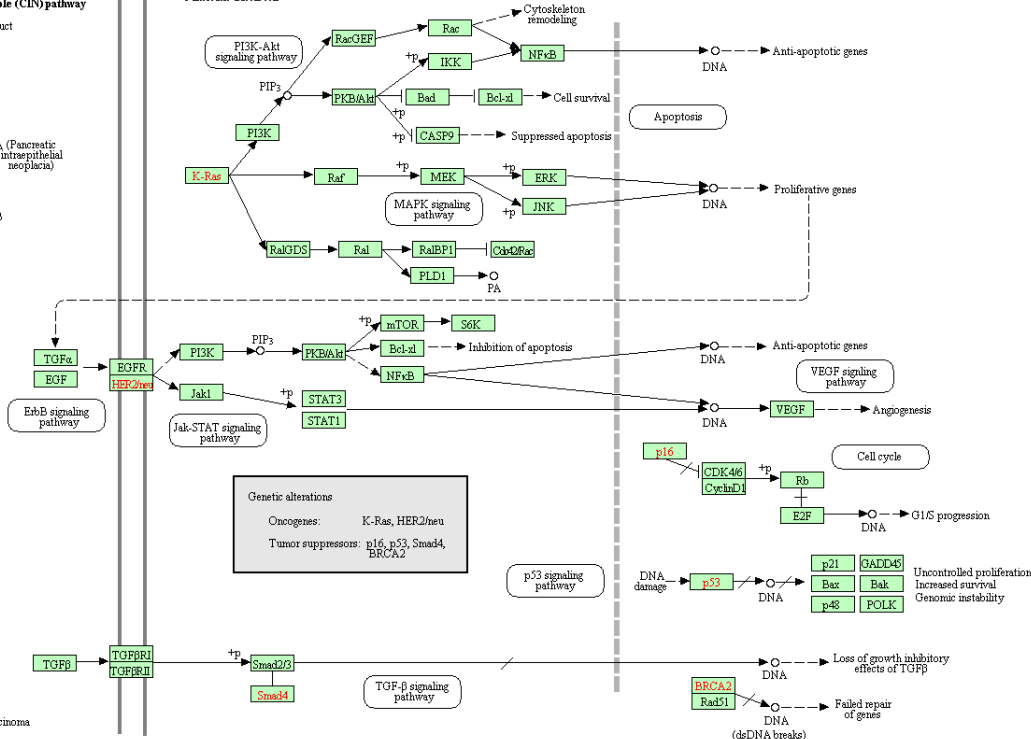 le (CIN) pathway
uct
Cytoskeleton
remodeling
Rac
RacGEF
PI3K-Akt
signaling pathway
NFκB
Anti-apoptotic genes
+p
IKK
DNA
PIP3
PKB/Akt
Bad
Bcl-xl
Cell survival
+p
Apoptosis
PI3K
+p
CASP9
Suppressed apoptosis
(Pancreatic
intraepithelial
neoplacia)
K-Ras
Raf
+p
MEK
+p
ERK
Proliferative genes
DNA
MAPK signaling
pathway
+p
JNK
RalGDS
Ral
RalBP1
Cdc42/Rac
PLD1
PA
+p
mTOR
S6K
TGFα
EGF
EGFR
HER2/neu
PI3K
PIP3
PKB/Akt
Bcl-xl
Inhibition of apoptosis
DNA
Anti-apoptotic genes
NFκB
VEGF signling
pathway
Jak1
+p
STAT3
STAT1
DNA
VEGF
Angiogenesis
ErbB signaling
pathway
Jak-STAT signaling
pathway
p16
CDK4/6
CyclinD1
+p
Rb
Cell cycle
E2F
DNA
G1/S progression
Genetic alterations
Oncogenes: K-Ras, HER2/neu
Tumor suppressors: p16, p53, Smad4,
BRCA2
p53 signaling
pathway
DNA
damage
p53
DNA
p21
GADD45
Bax
Bak
p48
POLK
Uncontrolled proliferation
Increased survival
Genomic instability
TGFβ
TGFβRI
TGFβRII
+p
Smad2/3
Smad4
TGF-β signaling
pathway
DNA
Loss of growth inhibitory
effects of TGFβ
BRCA2
Rad51
DNA
(dsDNA breaks)
Failed repair
of genes
cinoma